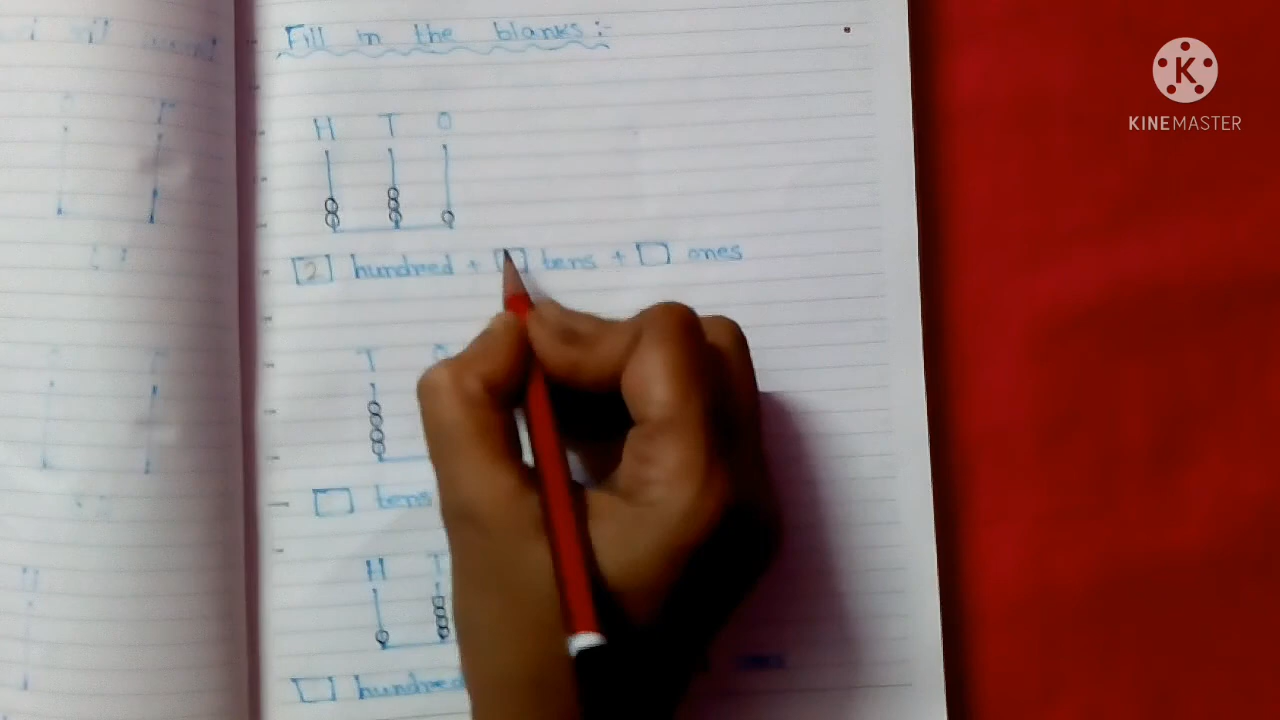 Fill in the blanks :-
KINEMASTER
H T O
2 hundred + tens + ones
T
tens
H T
hundred